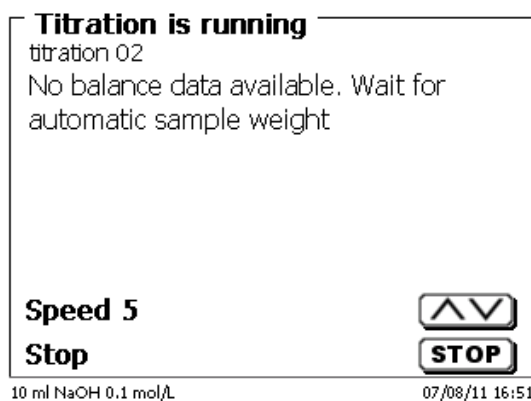 Titration is running
titration 02
No balance data available. Wait for
automatic sample weight
Speed 5
Stop STOP
10 ml NaOH 0.1 mol/L 07/08/11 16:51